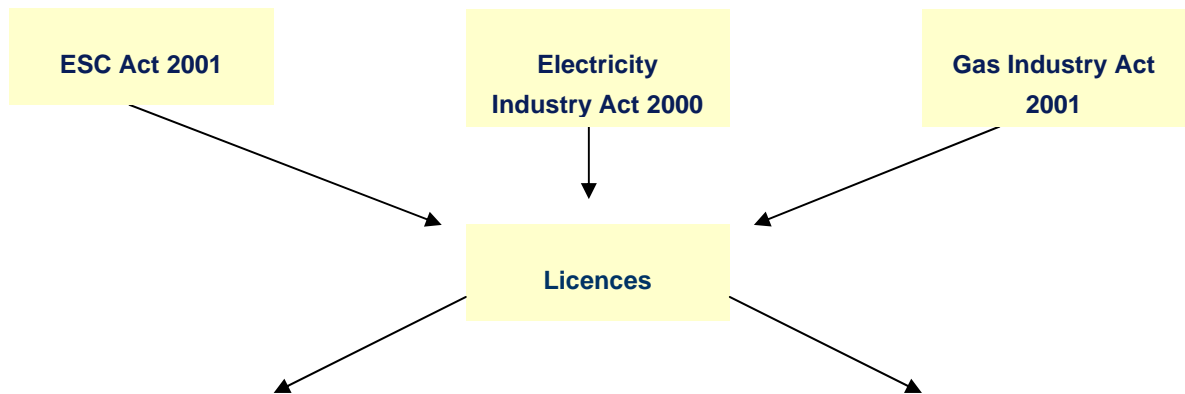 ESC Act 2001
Electricity
Industry Act 2000
Gas Industry Act
2001
Licences